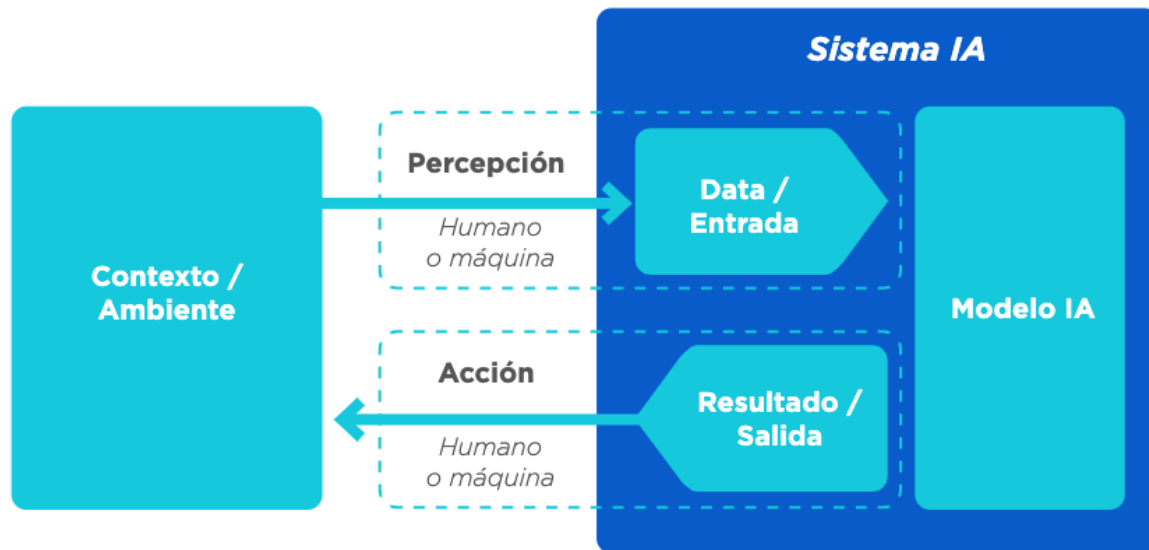 Sistema IA
Percepción
Humano
o máquina
Data /
Entrada
Contexto /
Ambiente
Modelo IA
Acción
Humano
o máquina
Resultado /
Salida